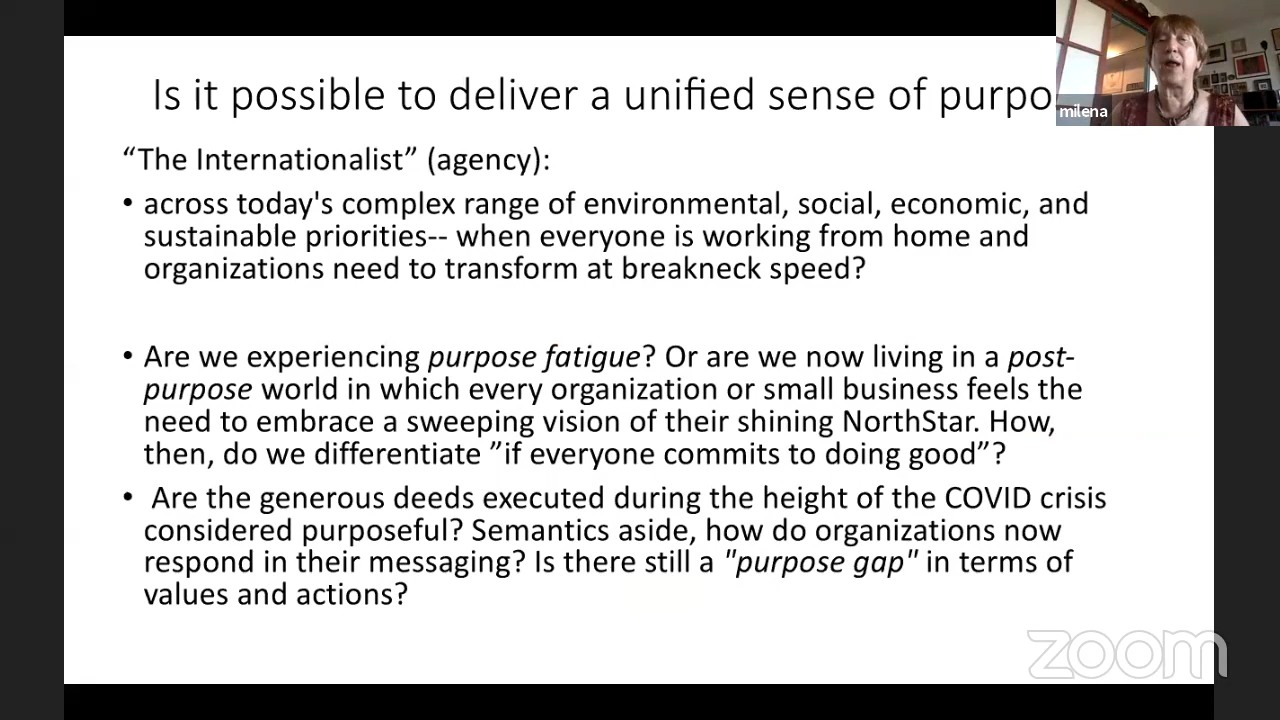 Is it possible to deliver a unified sense of purpo
milena
“The Internationalist” (agency):
• across today's complex range of environmental, social, economic, and
sustainable priorities-- when everyone is working from home and
organizations need to transform at breakneck speed?
• Are we experiencing purpose fatigue? Or are we now living in a post-
purpose world in which every organization or small business feels the
need to embrace a sweeping vision of their shining NorthStar. How,
then, do we differentiate ”if everyone commits to doing good”?
• Are the generous deeds executed during the height of the COVID crisis
considered purposeful? Semantics aside, how do organizations now
respond in their messaging? Is there still a "purpose gap" in terms of
values and actions?
zoom